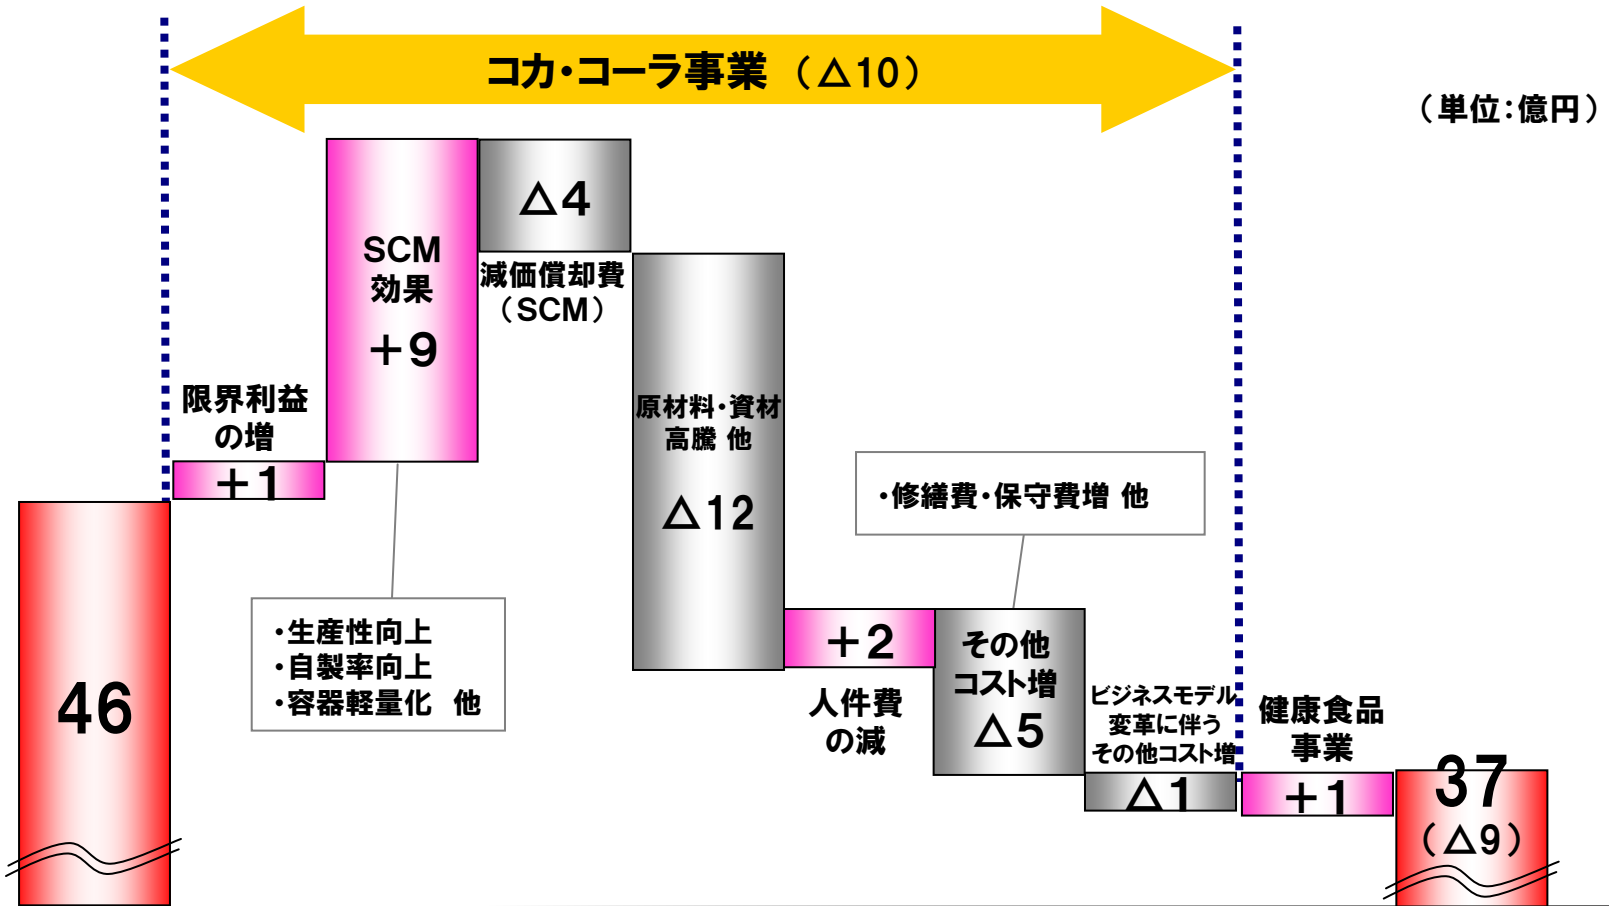 コカ・コーラ事業（△10）
（単位：億円）
△4
減価償却費
（SCM）
SCM
効果
＋9
限界利益
の増
＋1
原材料・資材
高騰 他
△12
・修繕費・保守費増 他
・生産性向上
・自製率向上
・容器軽量化 他
46
＋2
人件費
の減
その他
コスト増
△5
ビジネスモデル
変革に伴う
その他コスト増
△1
健康食品
事業
＋1
37
（△9）